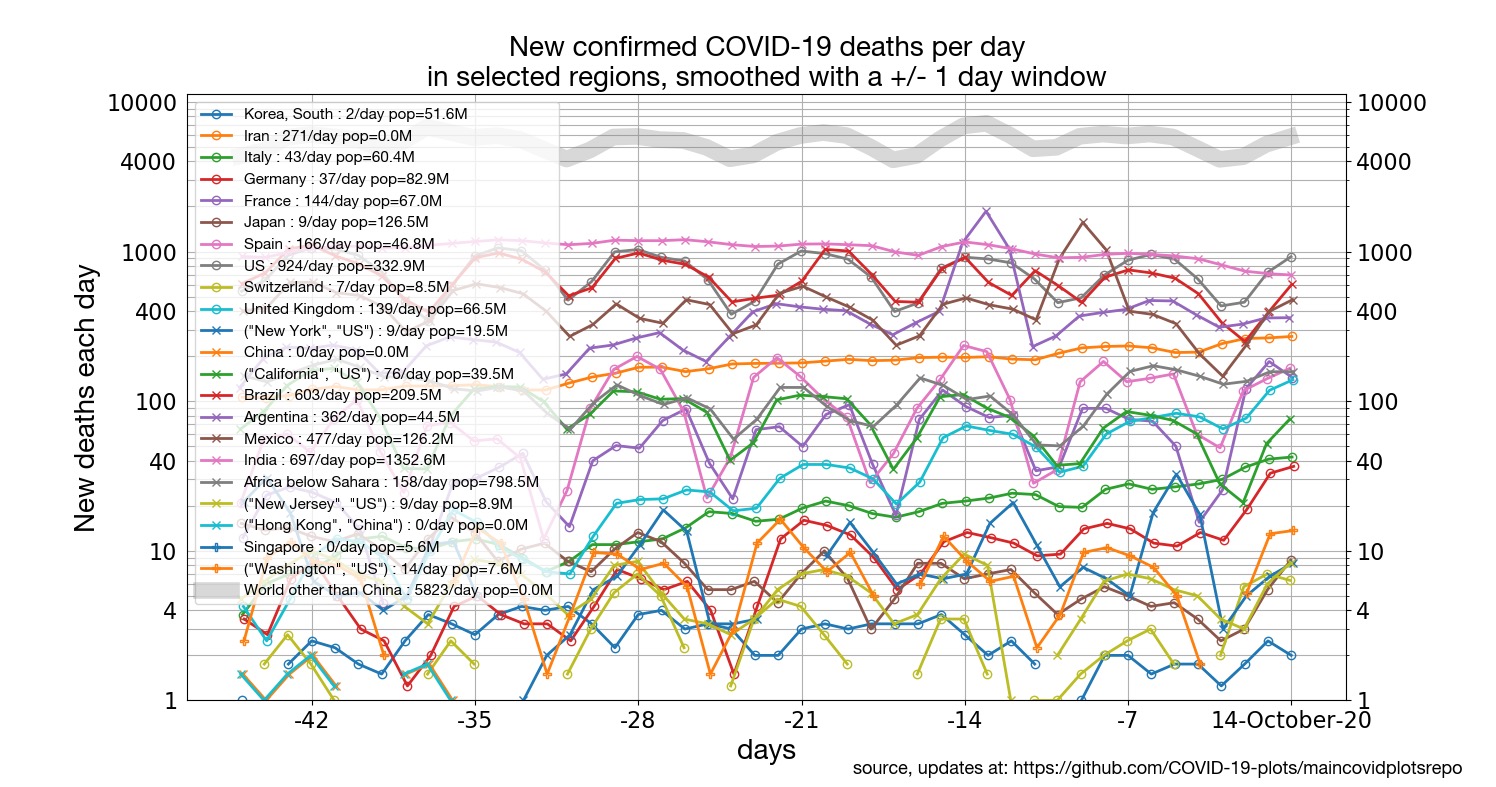 New confirmed COVID-19 deaths per day
in selected regions, smoothed with a +/- 1 day window
10000
4000
1000
400
100
40
10
4
1
New deaths each day
Korea, South : 2/day pop=51.6M
Iran : 271/day pop=0.0M
Italy : 43/day pop=60.4M
Germany : 37/day pop=82.9M
France : 144/day pop=67.0M
Japan : 9/day pop=126.5M
Spain : 166/day pop=46.8M
US : 924/day pop=332.9M
Switzerland : 7/day pop=8.5M
United Kingdom : 139/day pop=66.5M
("New York", "US") : 9/day pop=19.5M
China : 0/day pop=0.0M
("California", "US") : 76/day pop=39.5M
Brazil : 603/day pop=209.5M
Argentina : 362/day pop=44.5M
Mexico : 477/day pop=126.2M
India : 697/day pop=1352.6M
Africa below Sahara : 158/day pop=798.5M
("New Jersey", "US") : 9/day pop=8.9M
("Hong Kong", "China") : 0/day pop=0.0M
Singapore : 0/day pop=5.6M
("Washington", "US") : 14/day pop=7.6M
World other than China : 5823/day pop=0.0M
10000
4000
1000
400
100
40
10
4
1
-42
-35
-28
-21
-14
-7
14-October-20
days
source, updates at: https://github.com/COVID-19-plots/maincovidplotsrepo